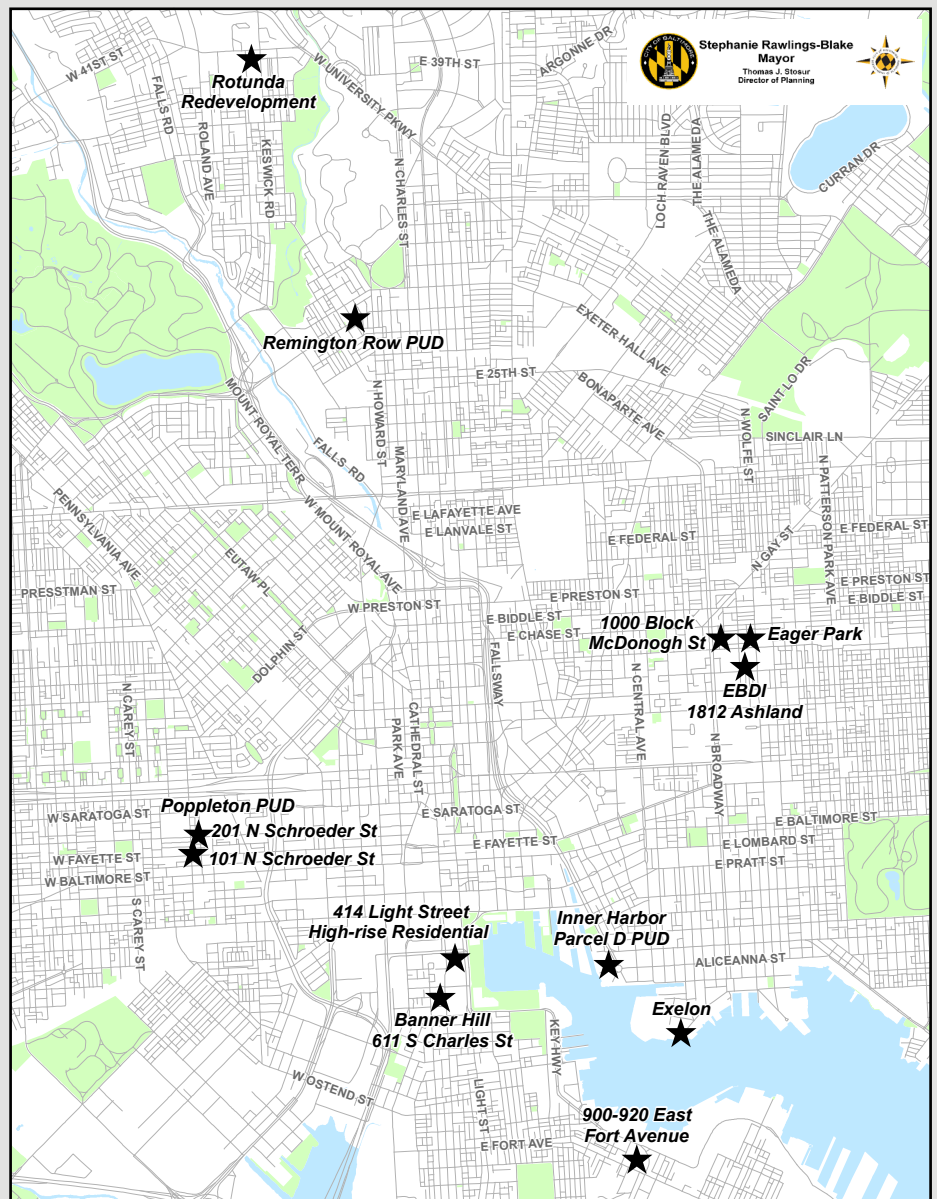 Stephanie Rawlings-Blake
Mayor
Thomas J. Stosur
Director of Planning
CITY OF BALTIMORE
W 41ST ST
FALLS RD
Rotunda
Redevelopment
W UNIVERSITY PKWY
E 39TH ST
ARGONNE DR
ROLAND AVE
KESWICK RD
N CHARLES ST
LOCH RAVEN BLVD
THE ALAMEDA
CURRAN DR
THE ALAMEDA
Remington Row PUD
EXETER HALL AVE
E 25TH ST
BONAPARTE AVE
SAINT LO DR
MOUNT ROYAL TERR
N HOWARD ST
N WOLFE ST
SINCLAIR LN
FALLS RD
MARYLAND AVE
N PATTERSON PARK AVE
PENNSYLVANIA AVE
W MOUNT ROYAL AVE
E LAFAYETTE AVE
E LANVALE ST
E FEDERAL ST
N GAY ST
E FEDERAL ST
EUTAW PL
PRESSTMAN ST
W PRESTON ST
E PRESTON ST
E PRESTON ST
E BIDDLE ST
E BIDDLE ST
E CHASE ST
1000 Block
McDonogh St
Eager Park
DOLPHIN ST
FALLSWAY
N CENTRAL AVE
EBDI
1812 Ashland
N CAREY ST
PARK AVE
CATHEDRAL ST
N BROADWAY
Poppleton PUD
W SARATOGA ST
E SARATOGA ST
201 N Schroeder St
E BALTIMORE ST
E FAYETTE ST
E LOMBARD ST
W FAYETTE ST
101 N Schroeder St
E PRATT ST
W BALTIMORE ST
S CAREY ST
414 Light Street
High-rise Residential
Inner Harbor
Parcel D PUD
ALICEANNA ST
Banner Hill
611 S Charles St
Exelon
KEY HWY
W OSTEND ST
LIGHT ST
900-920 East
Fort Avenue
E FORT AVE